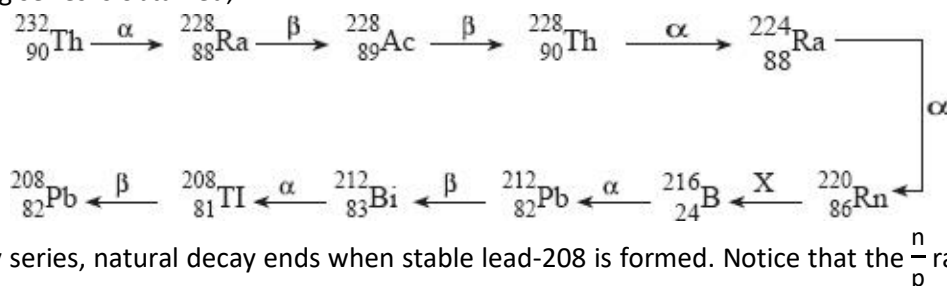 ²³²₉₀Th —α→ ²²⁸₈₈Ra —β→ ²²⁸₈₉Ac —β→ ²²⁸₉₀Th —α→ ²²⁴₈₈Ra
α
²⁰⁸₈₂Pb ←β— ²⁰⁸₈₁TI ←α— ²¹²₈₃Bi ←β— ²¹²₈₂Pb ←α— ²¹⁶₂₄B ←X— ²²⁰₈₆Rn
series, natural decay ends when stable lead-208 is formed. Notice that the n/p